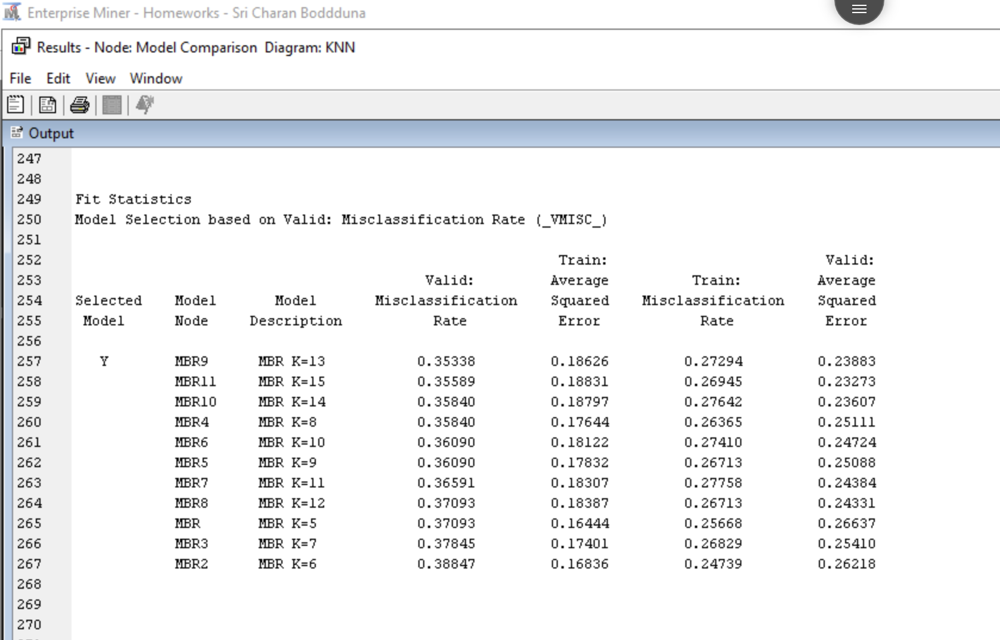 Enterprise Miner - Homeworks - Sri Charan Boddduna
Results - Node: Model Comparison  Diagram: KNN
File  Edit  View  Window
Output
247
248
249  Fit Statistics
250  Model Selection based on Valid: Misclassification Rate (_VMISC_)
251
252  Train:  Valid:
253  Valid:  Average  Train:  Average
254  Selected  Model  Model  Misclassification  Squared  Misclassification  Squared
255  Model  Node  Description  Rate  Error  Rate  Error
256
257  Y  MBR9  MBR K=13  0.35338  0.18626  0.27294  0.23883
258  MBR11  MBR K=15  0.35589  0.18831  0.26945  0.23273
259  MBR10  MBR K=14  0.35840  0.18797  0.27642  0.23607
260  MBR4  MBR K=8  0.35840  0.17644  0.26365  0.25111
261  MBR6  MBR K=10  0.36090  0.18122  0.27410  0.24724
262  MBR5  MBR K=9  0.36090  0.17832  0.26713  0.25088
263  MBR7  MBR K=11  0.36591  0.18307  0.27758  0.24384
264  MBR8  MBR K=12  0.37093  0.18387  0.26713  0.24331
265  MBR  MBR K=5  0.37093  0.16444  0.25668  0.26637
266  MBR3  MBR K=7  0.37845  0.17401  0.26829  0.25410
267  MBR2  MBR K=6  0.38847  0.16836  0.24739  0.26218
268
269
270